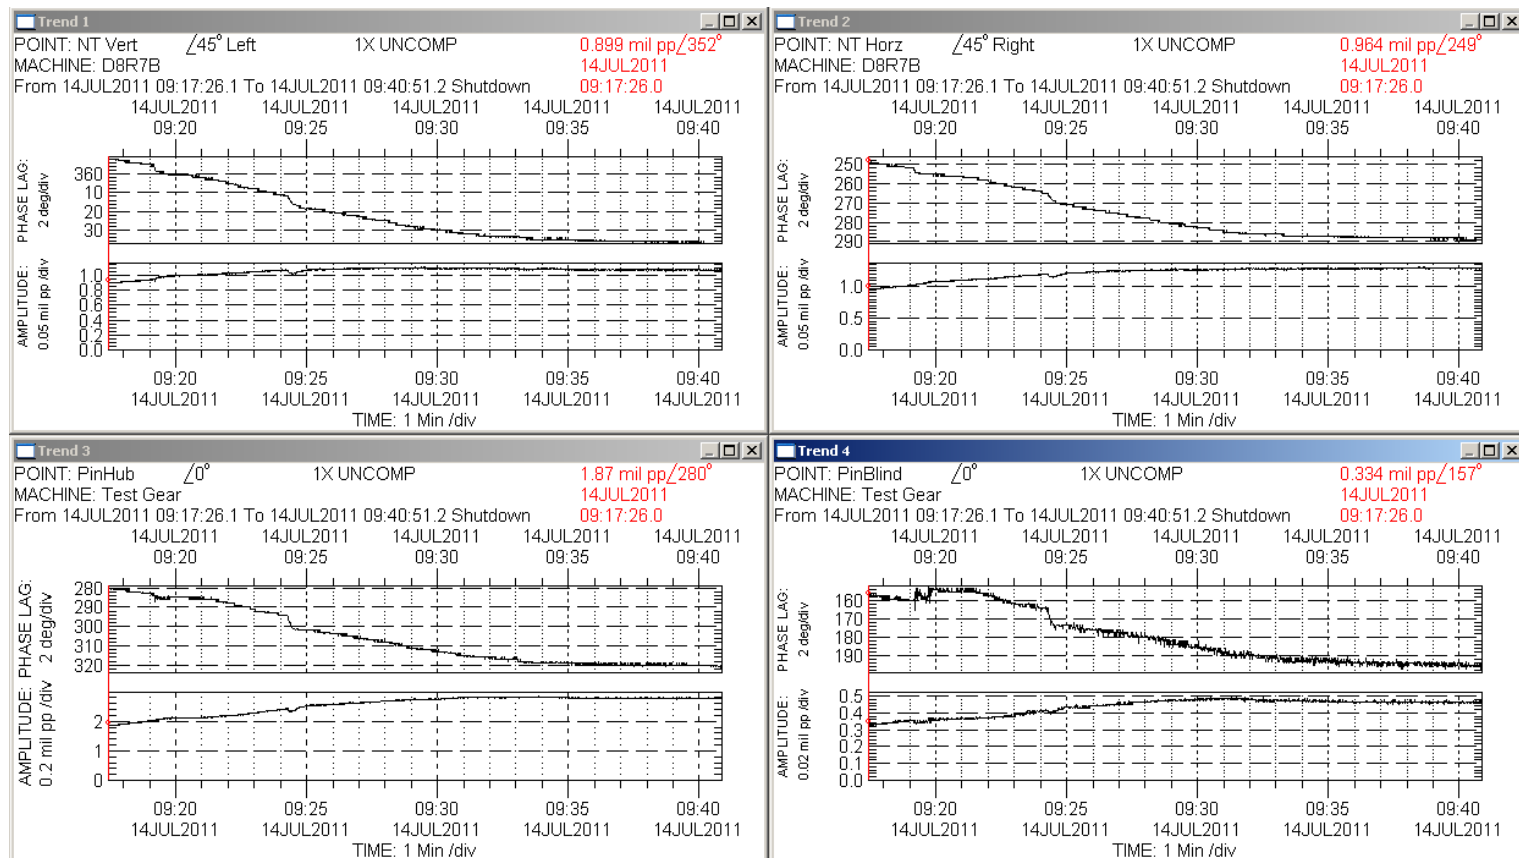 Trend 1
POINT: NT Vert ∠45° Left 1X UNCOMP 0.899 mil pp∠352°
MACHINE: D8R7B 14JUL2011
From 14JUL2011 09:17:26.1 To 14JUL2011 09:40:51.2 Shutdown 09:17:26.0
14JUL2011 14JUL2011 14JUL2011 14JUL2011 14JUL2011
09:20 09:25 09:30 09:35 09:40
PHASE LAG:
2 deg/div
360
10
20
30
AMPLITUDE:
0.05 mil pp /div
1.0
0.8
0.6
0.4
0.2
0.0
09:20 09:25 09:30 09:35 09:40
14JUL2011 14JUL2011 14JUL2011 14JUL2011 14JUL2011
TIME: 1 Min /div
Trend 2
POINT: NT Horz ∠45° Right 1X UNCOMP 0.964 mil pp∠249°
MACHINE: D8R7B 14JUL2011
From 14JUL2011 09:17:26.1 To 14JUL2011 09:40:51.2 Shutdown 09:17:26.0
14JUL2011 14JUL2011 14JUL2011 14JUL2011 14JUL2011
09:20 09:25 09:30 09:35 09:40
PHASE LAG:
2 deg/div
250
260
270
280
290
AMPLITUDE:
0.05 mil pp /div
1.0
0.5
0.0
09:20 09:25 09:30 09:35 09:40
14JUL2011 14JUL2011 14JUL2011 14JUL2011 14JUL2011
TIME: 1 Min /div
Trend 3
POINT: PinHub ∠0° 1X UNCOMP 1.87 mil pp∠280°
MACHINE: Test Gear 14JUL2011
From 14JUL2011 09:17:26.1 To 14JUL2011 09:40:51.2 Shutdown 09:17:26.0
14JUL2011 14JUL2011 14JUL2011 14JUL2011 14JUL2011
09:20 09:25 09:30 09:35 09:40
PHASE LAG:
2 deg/div
280
290
300
310
320
AMPLITUDE:
0.2 mil pp /div
2
1
0
09:20 09:25 09:30 09:35 09:40
14JUL2011 14JUL2011 14JUL2011 14JUL2011 14JUL2011
TIME: 1 Min /div
Trend 4
POINT: PinBlind ∠0° 1X UNCOMP 0.334 mil pp∠157°
MACHINE: Test Gear 14JUL2011
From 14JUL2011 09:17:26.1 To 14JUL2011 09:40:51.2 Shutdown 09:17:26.0
14JUL2011 14JUL2011 14JUL2011 14JUL2011 14JUL2011
09:20 09:25 09:30 09:35 09:40
PHASE LAG:
2 deg/div
160
170
180
190
AMPLITUDE:
0.02 mil pp /div
0.5
0.4
0.3
0.2
0.1
0.0
09:20 09:25 09:30 09:35 09:40
14JUL2011 14JUL2011 14JUL2011 14JUL2011 14JUL2011
TIME: 1 Min /div